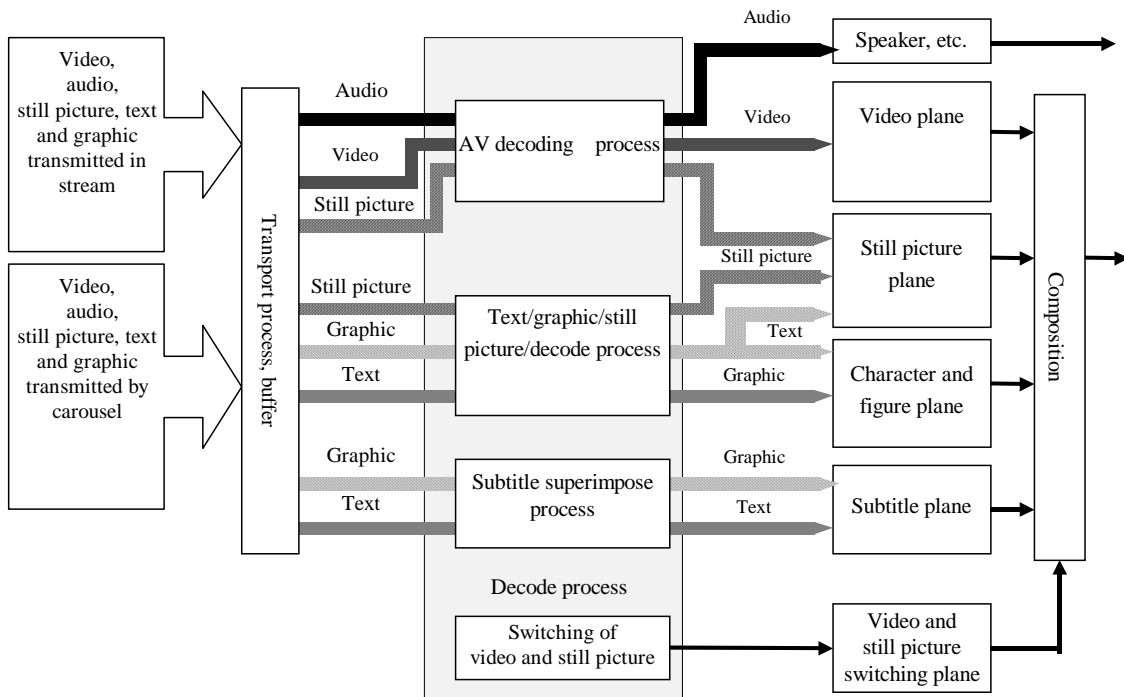 Video,
audio,
still picture, text
and graphic
transmitted in
stream
Video,
audio,
still picture, text
and graphic
transmitted by
carousel
Transport process, buffer
Audio
Video
Still picture
Still picture
Graphic
Text
Graphic
Text
AV decoding process
Text/graphic/still
picture/decode process
Subtitle superimpose
process
Decode process
Switching of
video and still picture
Audio
Video
Still picture
Text
Graphic
Graphic
Text
Speaker, etc.
Video plane
Still picture
plane
Character and
figure plane
Subtitle plane
Video and
still picture
switching plane
Composition